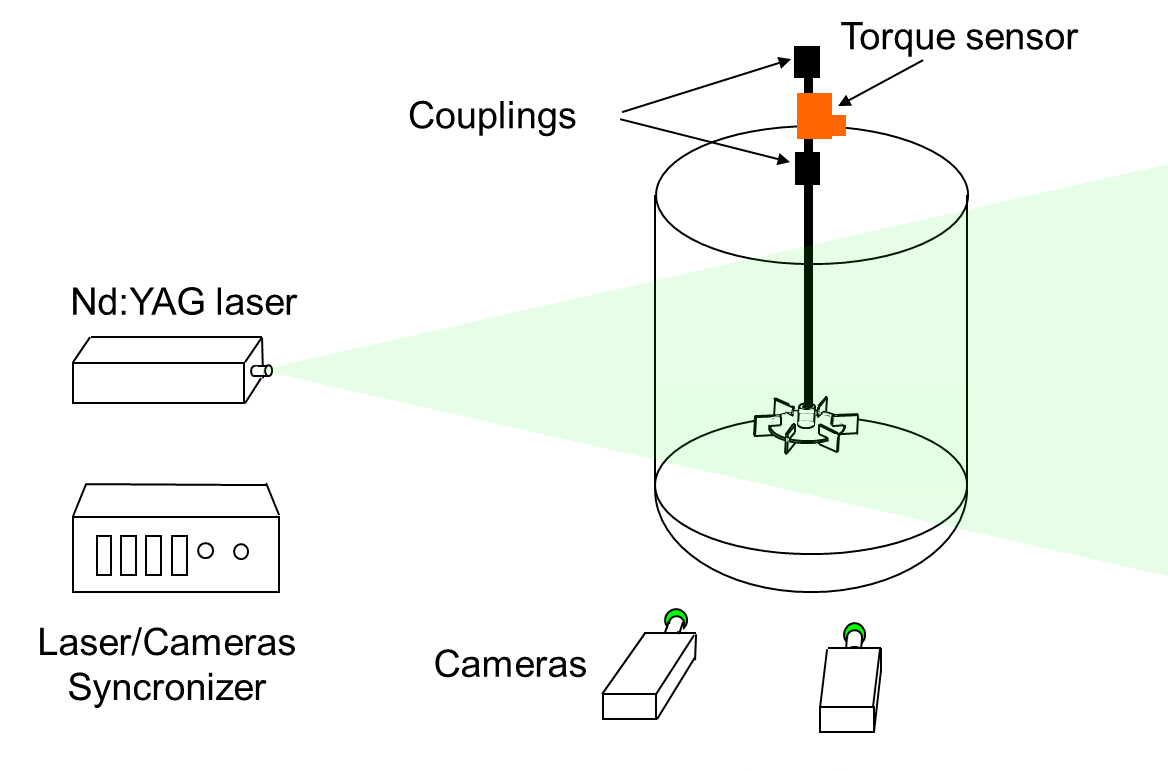 Torque sensor
Couplings
Nd:YAG laser
Laser/Cameras
Syncronizer
Cameras